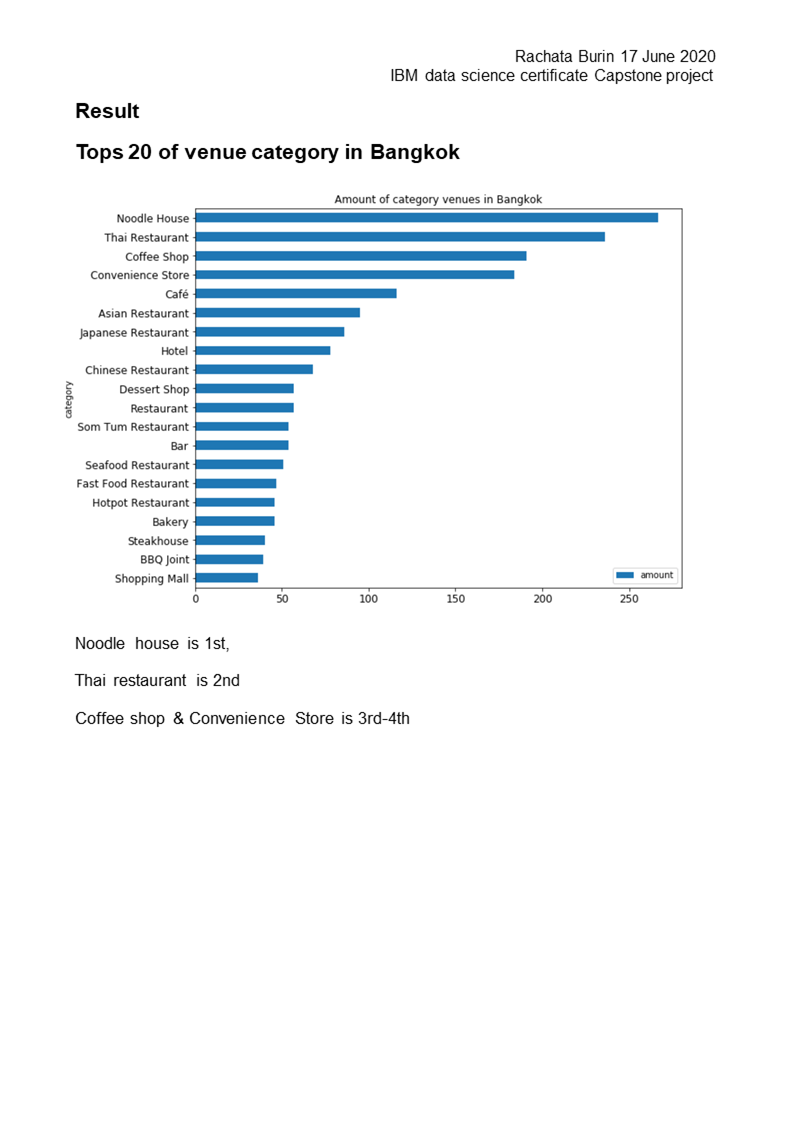 Rachata Burin 17 June 2020
IBM data science certificate Capstone project
Result
Tops 20 of venue category in Bangkok
Amount of category venues in Bangkok
Noodle House
Thai Restaurant
Coffee Shop
Convenience Store
Café
Asian Restaurant
Japanese Restaurant
Hotel
Chinese Restaurant
Dessert Shop
Restaurant
Som Tum Restaurant
Bar
Seafood Restaurant
Fast Food Restaurant
Hotpot Restaurant
Bakery
Steakhouse
BBQ Joint
Shopping Mall
category
amount
0 50 100 150 200 250
Noodle house is 1st,
Thai restaurant is 2nd
Coffee shop & Convenience Store is 3rd-4th